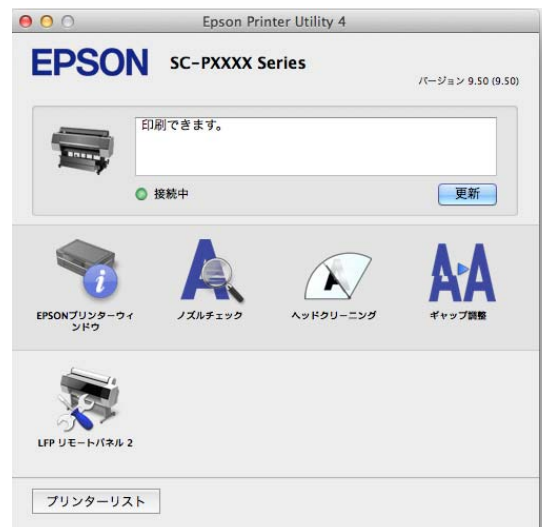 Epson Printer Utility 4
EPSON SC-PXXXX Series
バージョン 9.50 (9.50)
印刷できます。
接続中
更新
EPSONプリンターウィ
ンドウ
ノズルチェック
ヘッドクリーニング
ギャップ調整
LFP リモートパネル 2
プリンターリスト